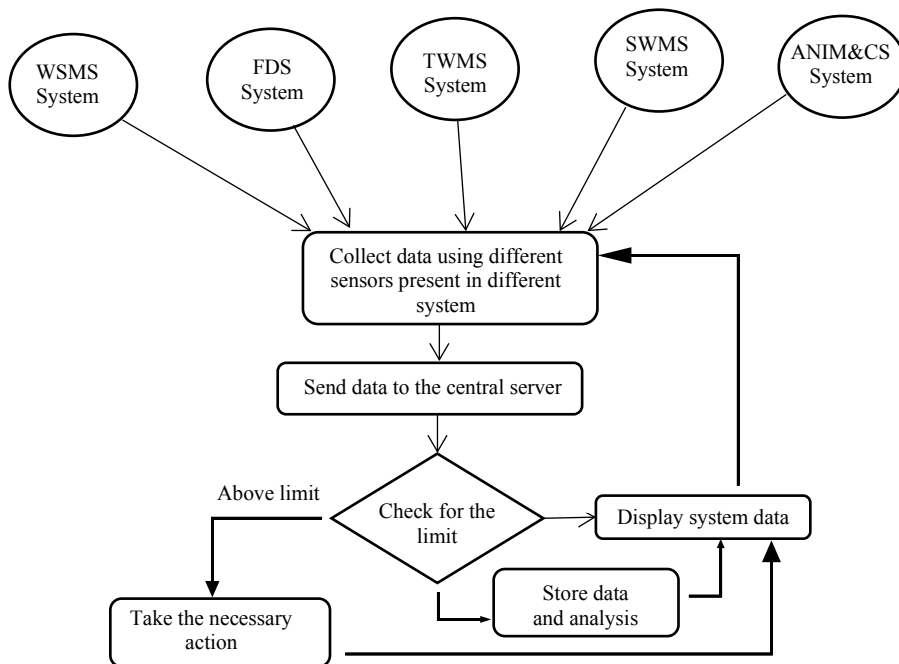 WSMS
System
FDS
System
TWMS
System
SWMS
System
ANIM&CS
System
Collect data using different
sensors present in different
system
Send data to the central server
Above limit
Check for the
limit
Display system data
Store data
and analysis
Take the necessary
action